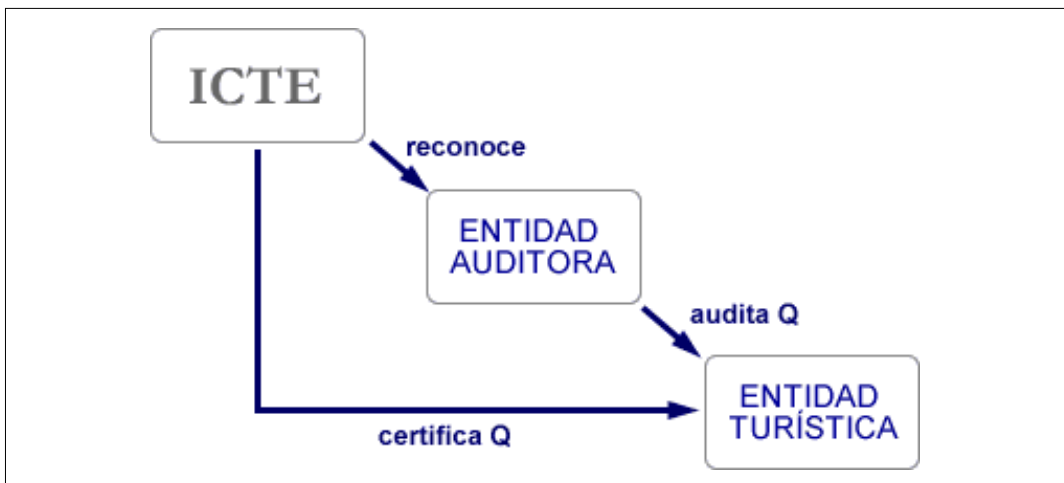 ICTE
reconoce
ENTIDAD
AUDITORA
audita Q
ENTIDAD
TURÍSTICA
certifica Q